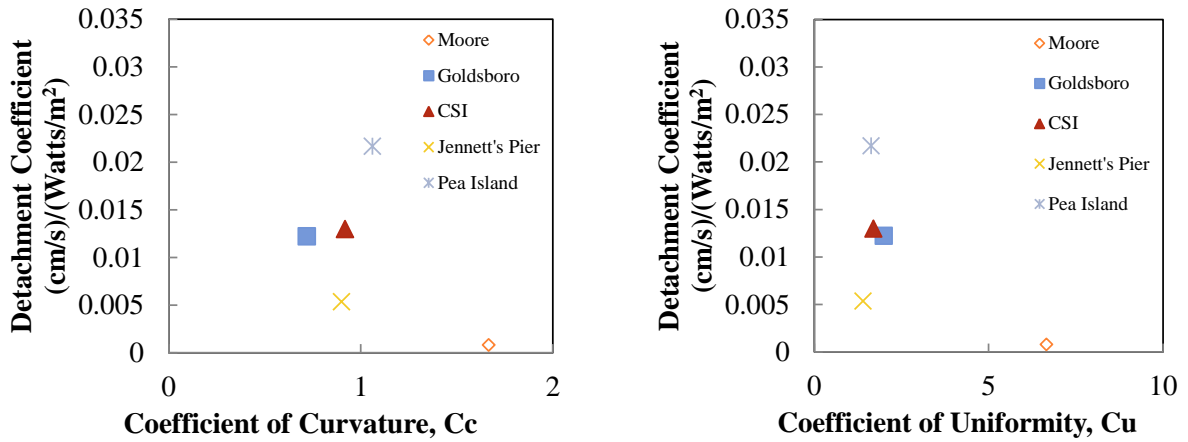 Detachment Coefficient
(cm/s)/(Watts/m²)
0.035
0.03
0.025
0.02
0.015
0.01
0.005
0
0
1
2
Coefficient of Curvature, Cc
Moore
Goldsboro
CSI
Jennett's Pier
Pea Island
Detachment Coefficient
(cm/s)/(Watts/m²)
0.035
0.03
0.025
0.02
0.015
0.01
0.005
0
0
5
10
Coefficient of Uniformity, Cu
Moore
Goldsboro
CSI
Jennett's Pier
Pea Island